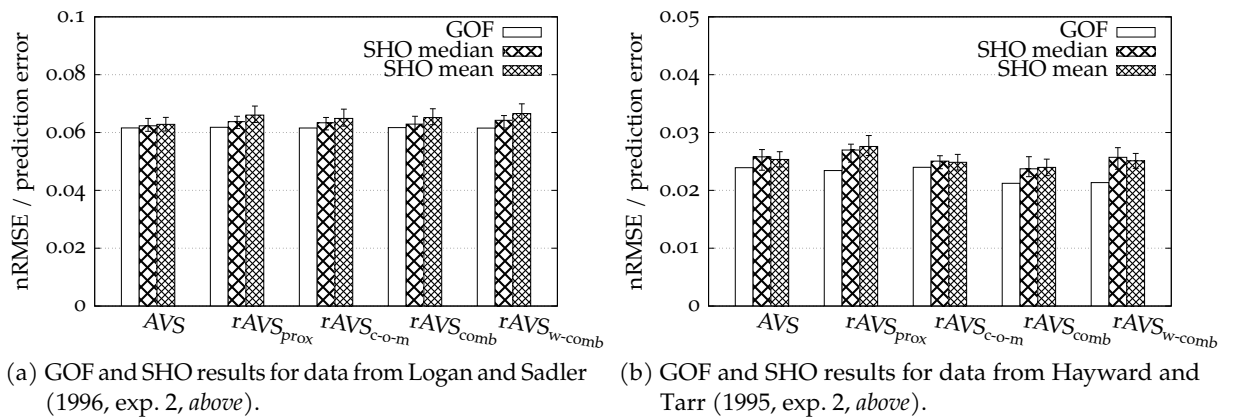 nRMSE / prediction error
0.1
0.08
0.06
0.04
0.02
0
GOF
SHO median
SHO mean
AVS
rAVSprox
rAVSc-o-m
rAVScomb
rAVSw-comb
(a) GOF and SHO results for data from Logan and Sadler
(1996, exp. 2, above).
nRMSE / prediction error
0.05
0.04
0.03
0.02
0.01
0
GOF
SHO median
SHO mean
AVS
rAVSprox
rAVSc-o-m
rAVScomb
rAVSw-comb
(b) GOF and SHO results for data from Hayward and
Tarr (1995, exp. 2, above).